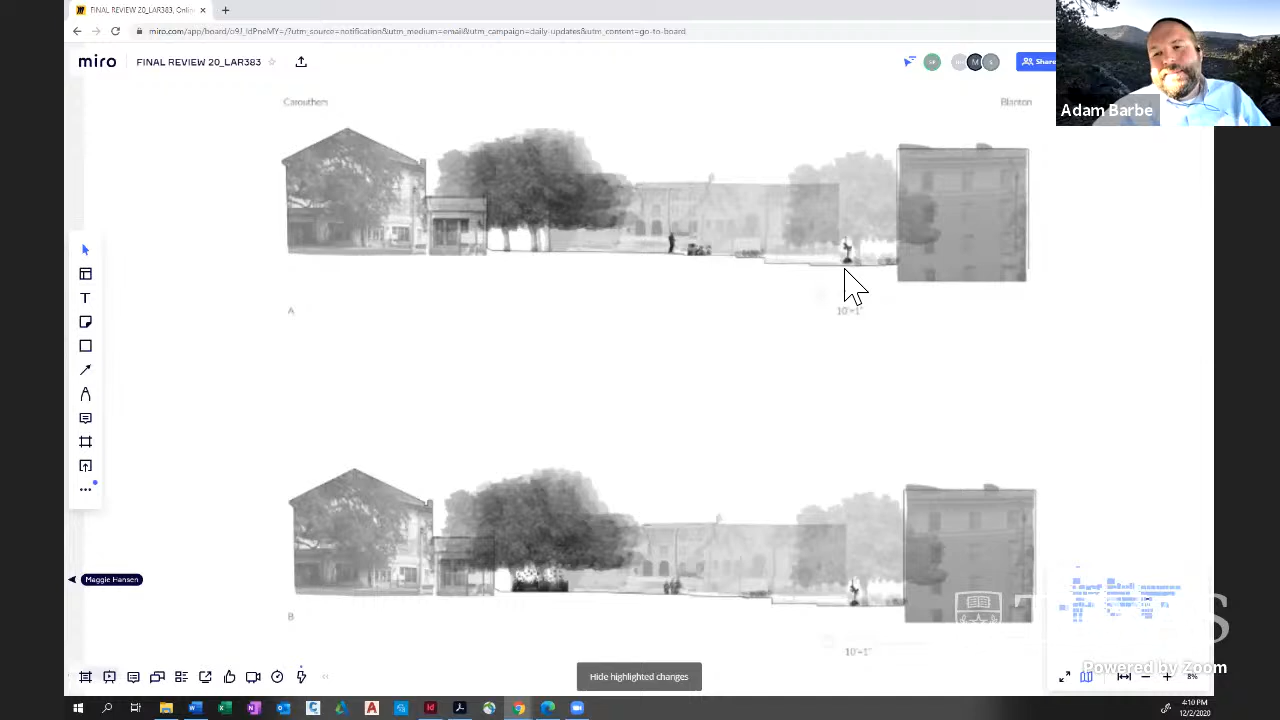 FINAL REVIEW 20_LAR383, Onlin
miro.com/app/board/o9J_ldPneMY=/?utm_source=notification&utm_medium=email&utm_campaign=daily-updates&utm_content=go-to-board
miro
FINAL REVIEW 20_LAR383
M
Share
Adam Barbe
Carouthers
Blanton
A
10'=1"
Maggie Hansen
B
10'=1"
Powered by Zoom
Hide highlighted changes
8%
4:10 PM
12/2/2020